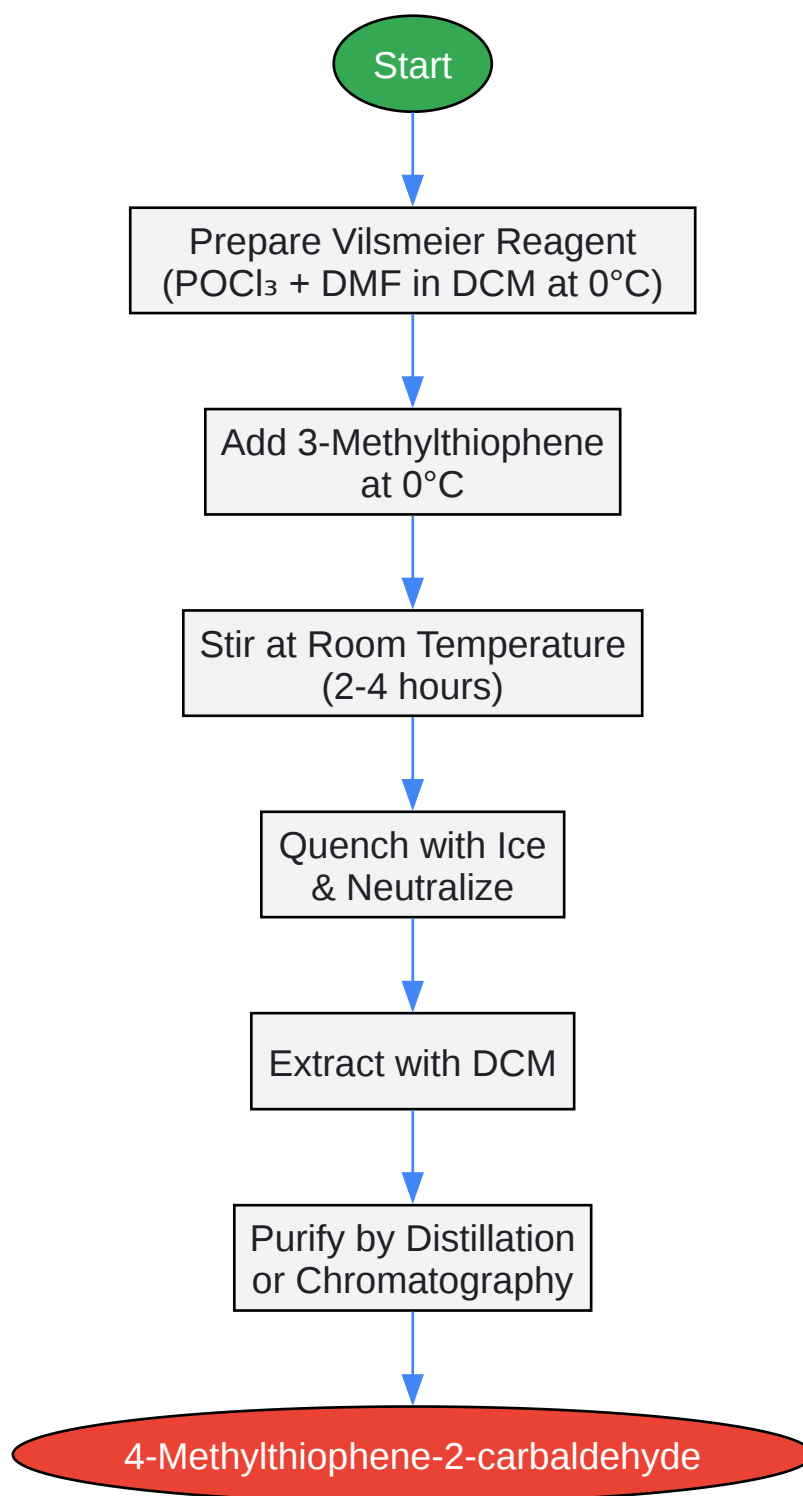 Start
Prepare Vilsmeier Reagent
(POCl₃ + DMF in DCM at 0°C)
Add 3-Methylthiophene
at 0°C
Stir at Room Temperature
(2-4 hours)
Quench with Ice
& Neutralize
Extract with DCM
Purify by Distillation
or Chromatography
4-Methylthiophene-2-carbaldehyde